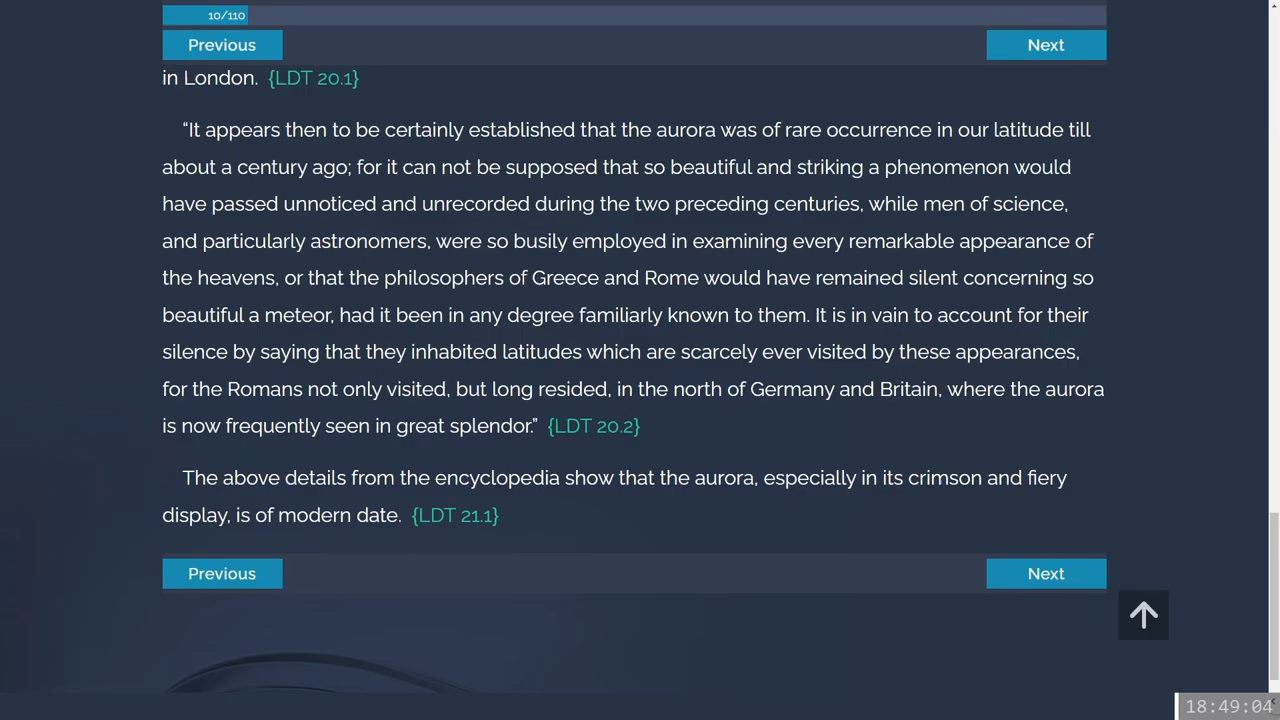 10/110
Previous
Next
in London. {LDT 20.1}
“It appears then to be certainly established that the aurora was of rare occurrence in our latitude till
about a century ago; for it can not be supposed that so beautiful and striking a phenomenon would
have passed unnoticed and unrecorded during the two preceding centuries, while men of science,
and particularly astronomers, were so busily employed in examining every remarkable appearance of
the heavens, or that the philosophers of Greece and Rome would have remained silent concerning so
beautiful a meteor, had it been in any degree familiarly known to them. It is in vain to account for their
silence by saying that they inhabited latitudes which are scarcely ever visited by these appearances,
for the Romans not only visited, but long resided, in the north of Germany and Britain, where the aurora
is now frequently seen in great splendor.” {LDT 20.2}
The above details from the encyclopedia show that the aurora, especially in its crimson and fiery
display, is of modern date. {LDT 21.1}
Previous
Next
18:49:04